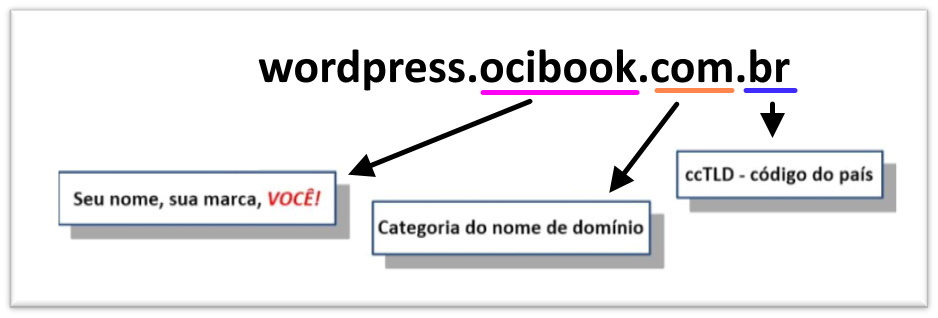 wordpress.ocibook.com.br
ccTLD - código do país
Seu nome, sua marca, VOCÊ!
Categoria do nome de domínio